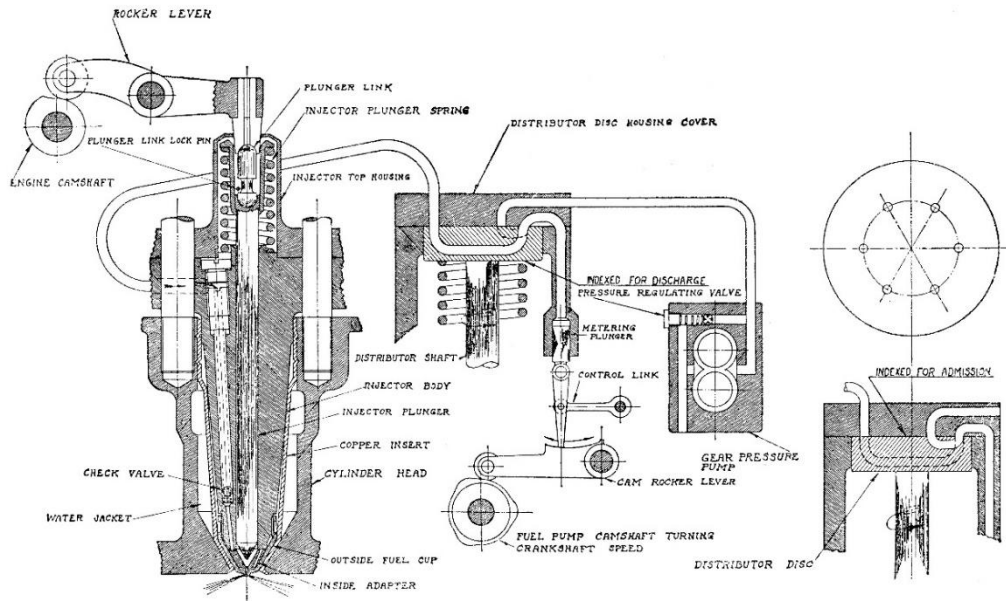 ROCKER LEVER
PLUNGER LINK
INJECTOR PLUNGER SPRING
PLUNGER LINK LOCK PIN
ENGINE CAMSHAFT
INJECTOR TOP HOUSING
DISTRIBUTOR DISC HOUSING COVER
INDEXED FOR DISCHARGE
PRESSURE REGULATING VALVE
METERING
PLUNGER
DISTRIBUTOR SHAFT
CONTROL LINK
INJECTOR BODY
INJECTOR PLUNGER
COPPER INSERT
CHECK VALVE
CYLINDER HEAD
WATER JACKET
OUTSIDE FUEL CUP
INSIDE ADAPTER
GEAR PRESSURE
PUMP
CAM ROCKER LEVER
FUEL PUMP CAMSHAFT TURNING
CRANKSHAFT SPEED
INDEXED FOR ADMISSION
DISTRIBUTOR DISC